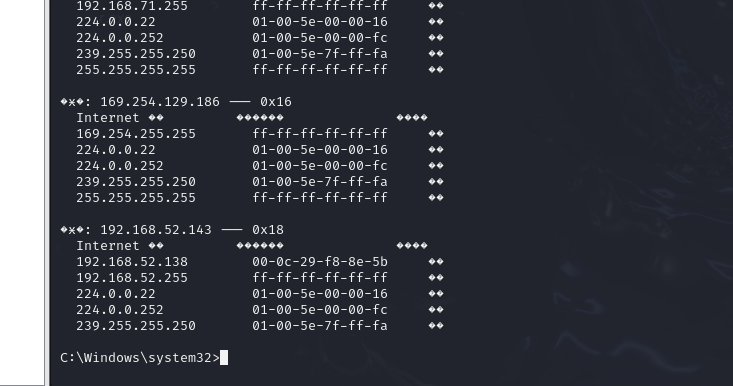 192.168.71.255 ff-ff-ff-ff-ff-ff ��
224.0.0.22 01-00-5e-00-00-16 ��
224.0.0.252 01-00-5e-00-00-fc ��
239.255.255.250 01-00-5e-7f-ff-fa ��
255.255.255.255 ff-ff-ff-ff-ff-ff ��
�ӿ�: 169.254.129.186 --- 0x16
Internet �� ������ ����
169.254.255.255 ff-ff-ff-ff-ff-ff ��
224.0.0.22 01-00-5e-00-00-16 ��
224.0.0.252 01-00-5e-00-00-fc ��
239.255.255.250 01-00-5e-7f-ff-fa ��
255.255.255.255 ff-ff-ff-ff-ff-ff ��
�ӿ�: 192.168.52.143 --- 0x18
Internet �� ������ ����
192.168.52.138 00-0c-29-f8-8e-5b ��
192.168.52.255 ff-ff-ff-ff-ff-ff ��
224.0.0.22 01-00-5e-00-00-16 ��
224.0.0.252 01-00-5e-00-00-fc ��
239.255.255.250 01-00-5e-7f-ff-fa ��
C:\Windows\system32>